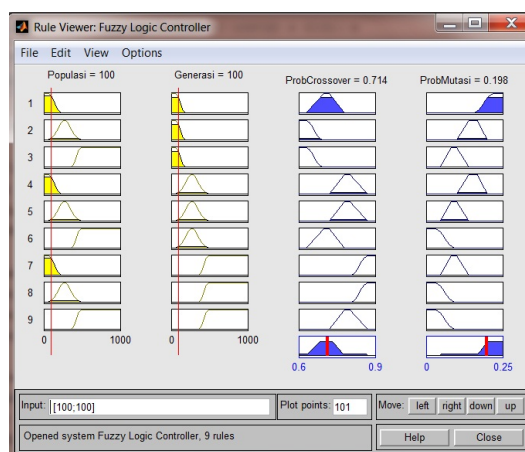 Rule Viewer: Fuzzy Logic Controller
File Edit View Options
Populasi = 100 Generasi = 100 ProbCrossover = 0.714 ProbMutasi = 0.198
1
2
3
4
5
6
7
8
9
0 1000 0 1000
0.6 0.9 0 0.25
Input: [100;100] Plot points: 101 Move: left right down up
Opened system Fuzzy Logic Controller, 9 rules Help Close